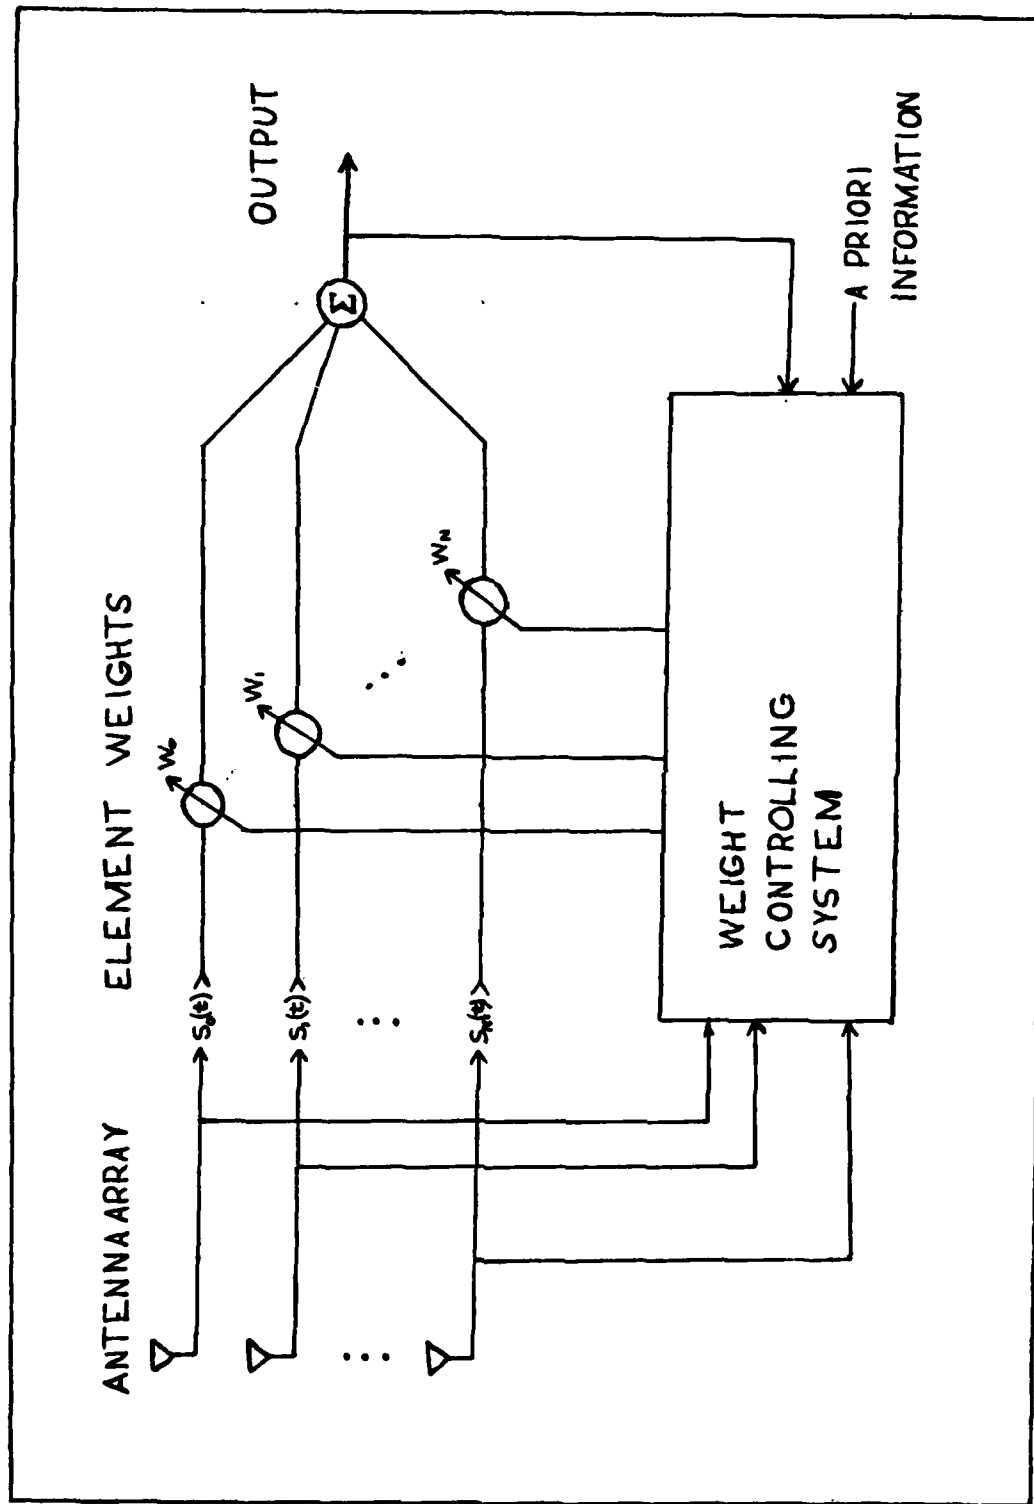 ANTENNA ARRAY
ELEMENT WEIGHTS
OUTPUT
S₀(t)
W₀
S₁(t)
W₁
Sₙ(t)
Wₙ
Σ
WEIGHT
CONTROLLING
SYSTEM
A PRIORI
INFORMATION